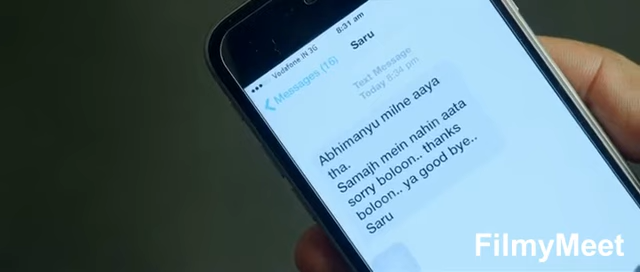 Vodafone IN 3G
8:31 am
Messages (16)
Saru
Text Message
Today 8:34 pm
Abhimanyu milne aaya
tha.
Samajh mein nahin aata
sorry boloon.. thanks
boloon.. ya good bye..
Saru
FilmyMeet